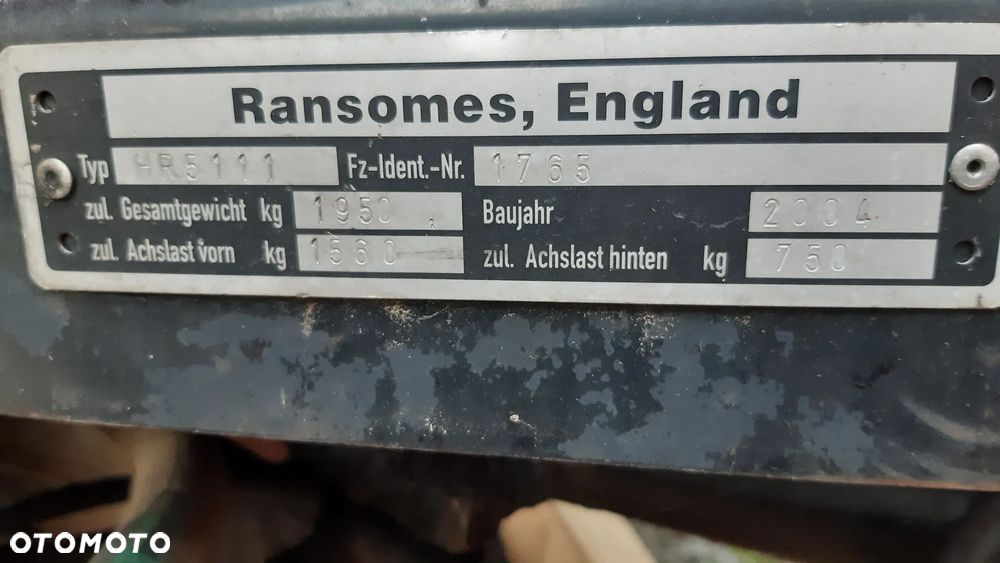 Ransomes, England
Typ HR5111 Fz-Ident.-Nr. 1765
zul. Gesamtgewicht kg 1950 Baujahr 2004
zul. Achslast vorn kg 1560 zul. Achslast hinten kg 750
OTOMOTO